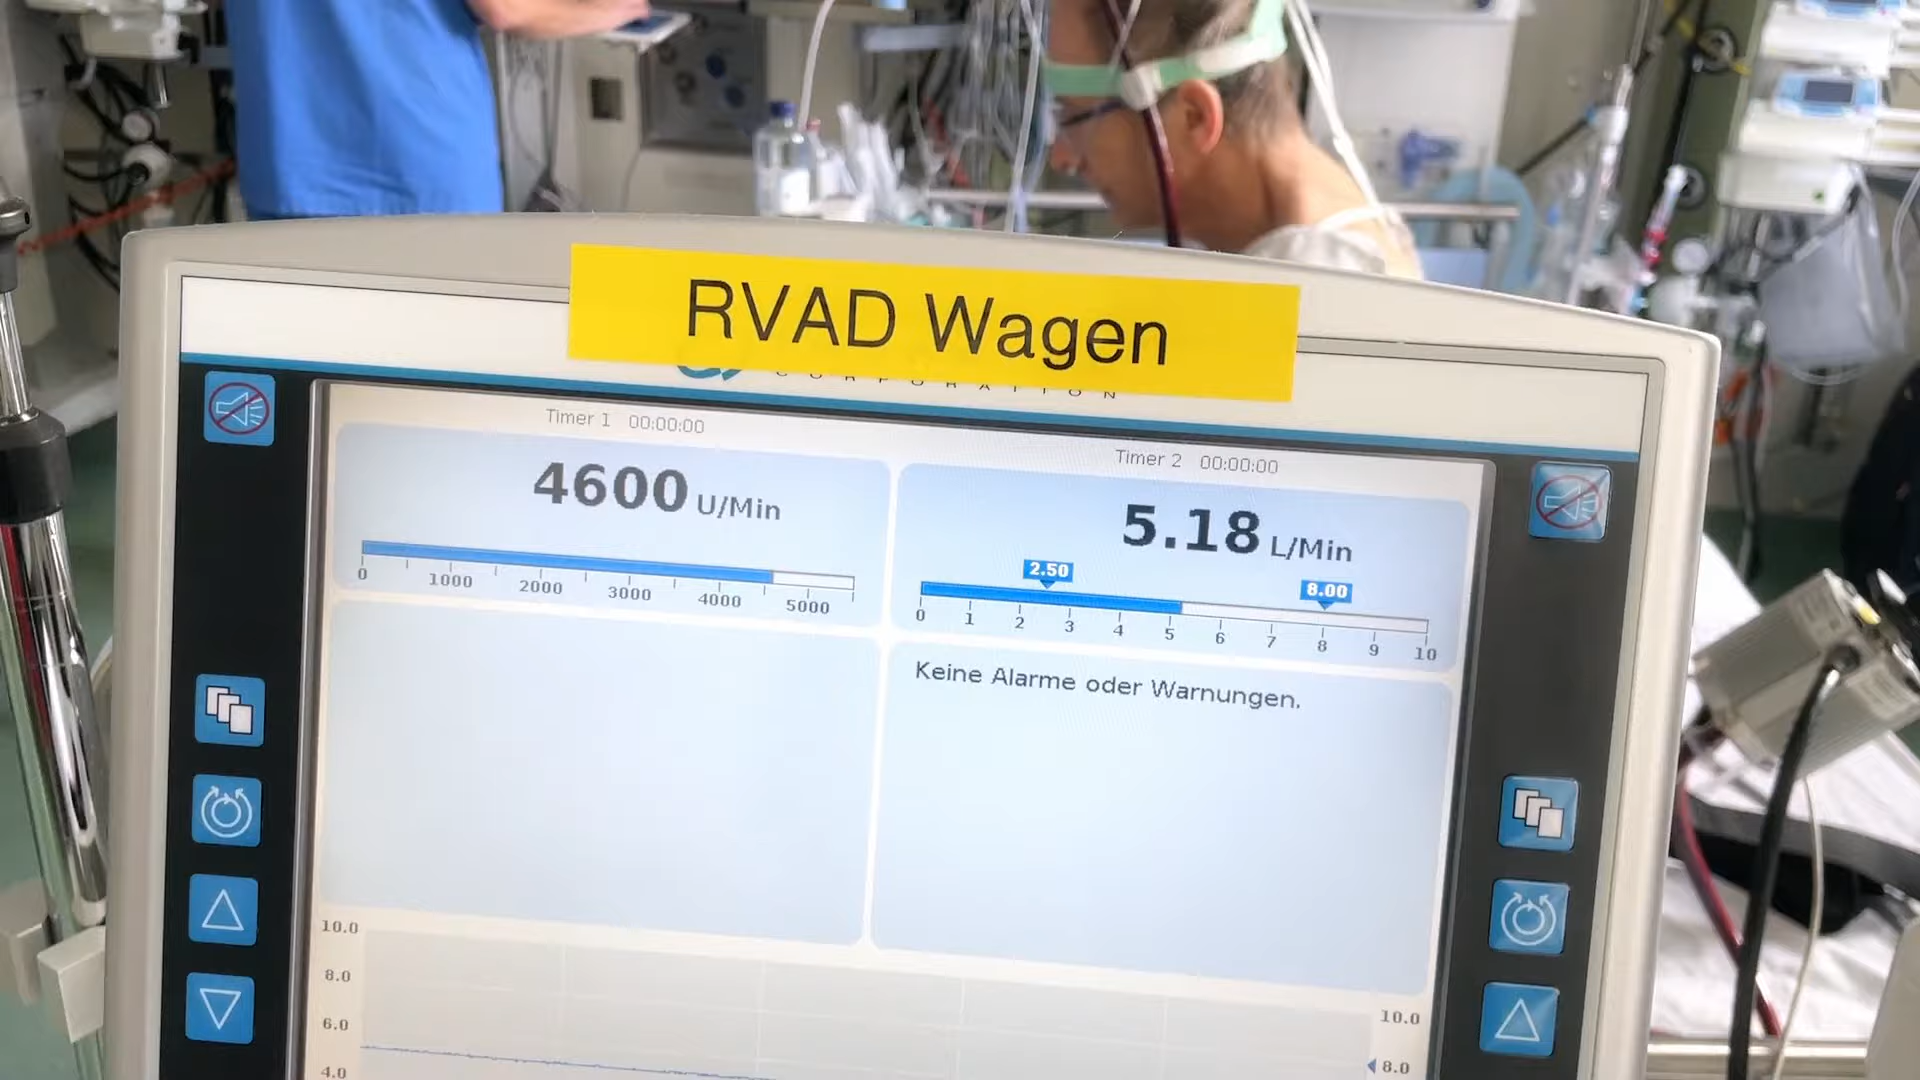 RVAD Wagen
CORPORATION
Timer 1 00:00:00
Timer 2 00:00:00
4600 U/Min
0 1000 2000 3000 4000 5000
5.18 L/Min
2.50 8.00
0 1 2 3 4 5 6 7 8 9 10
Keine Alarme oder Warnungen.
10.0
8.0
6.0
4.0
10.0
8.0